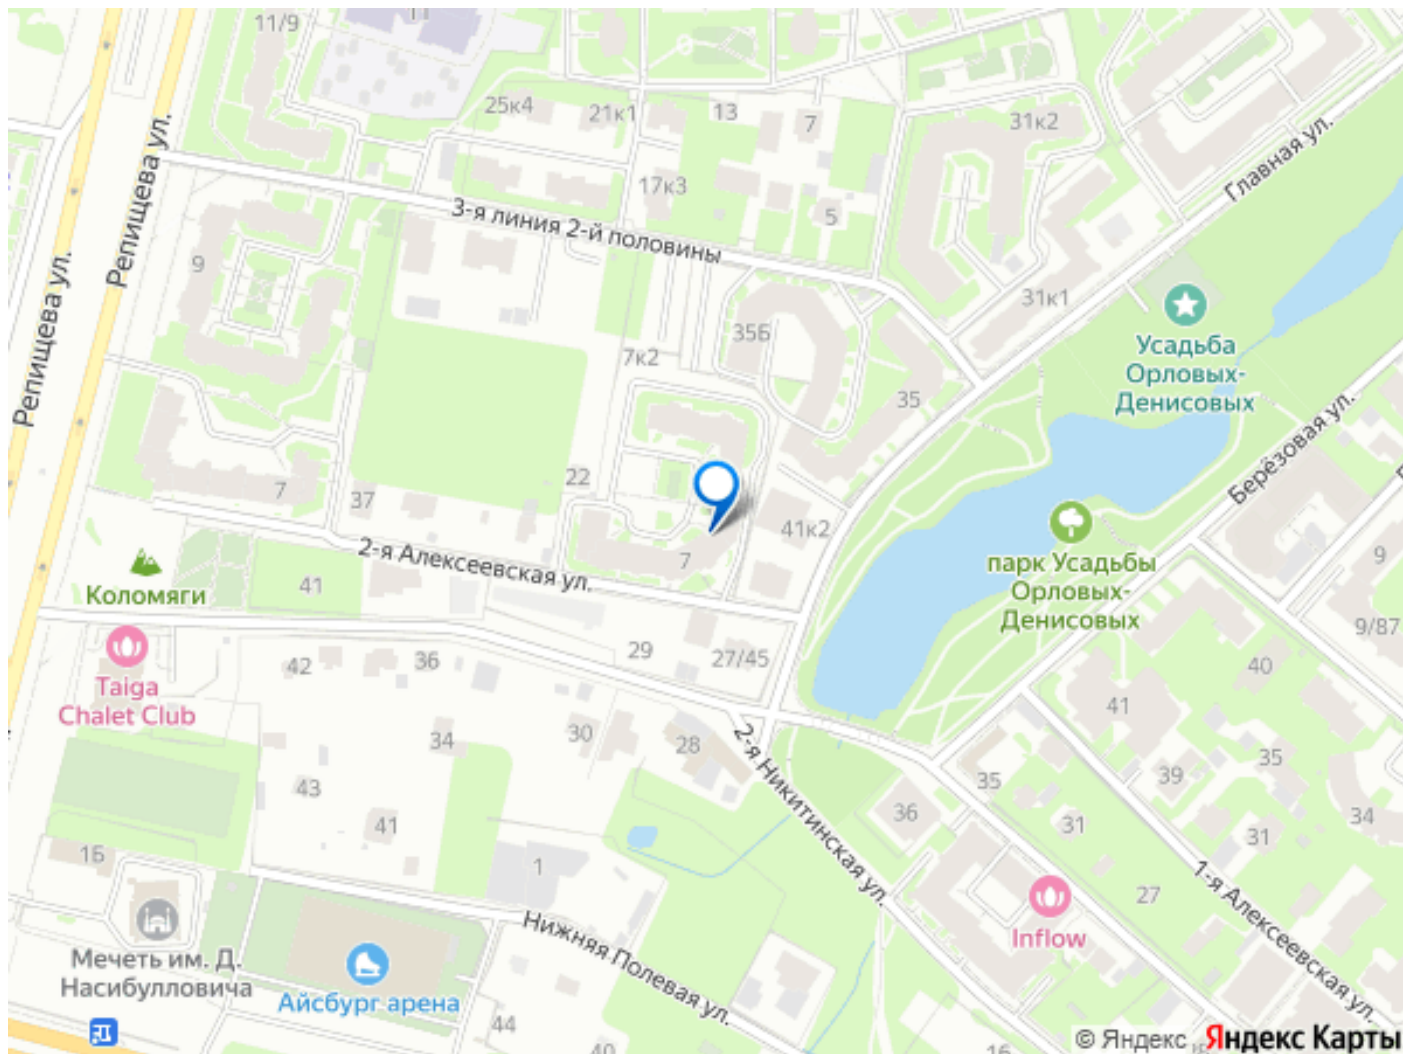 11/9
11
Репищева ул.
Репищева ул.
25к4
21к1
13
7
31к2
Главная ул.
17к3
5
3-я линия 2-й половины
9
31к1
Усадьба
Орловых-
Денисовых
35Б
7к2
35
Берёзовая ул.
22
7
37
41к2
2-я Алексеевская ул.
7
парк Усадьбы
Орловых-
Денисовых
9
Коломяги
41
9/87
29
27/45
42
36
40
Taiga
Chalet Club
41
34
30
28
2-я Никитинская ул.
35
39
35
43
36
31
31
34
41
1Б
1
27
1-я Алексеевская ул.
Inflow
Нижняя Полевая ул.
Мечеть им. Д.
Насибулловича
Айсбург арена
44
40
16
© Яндекс Яндекс Карты